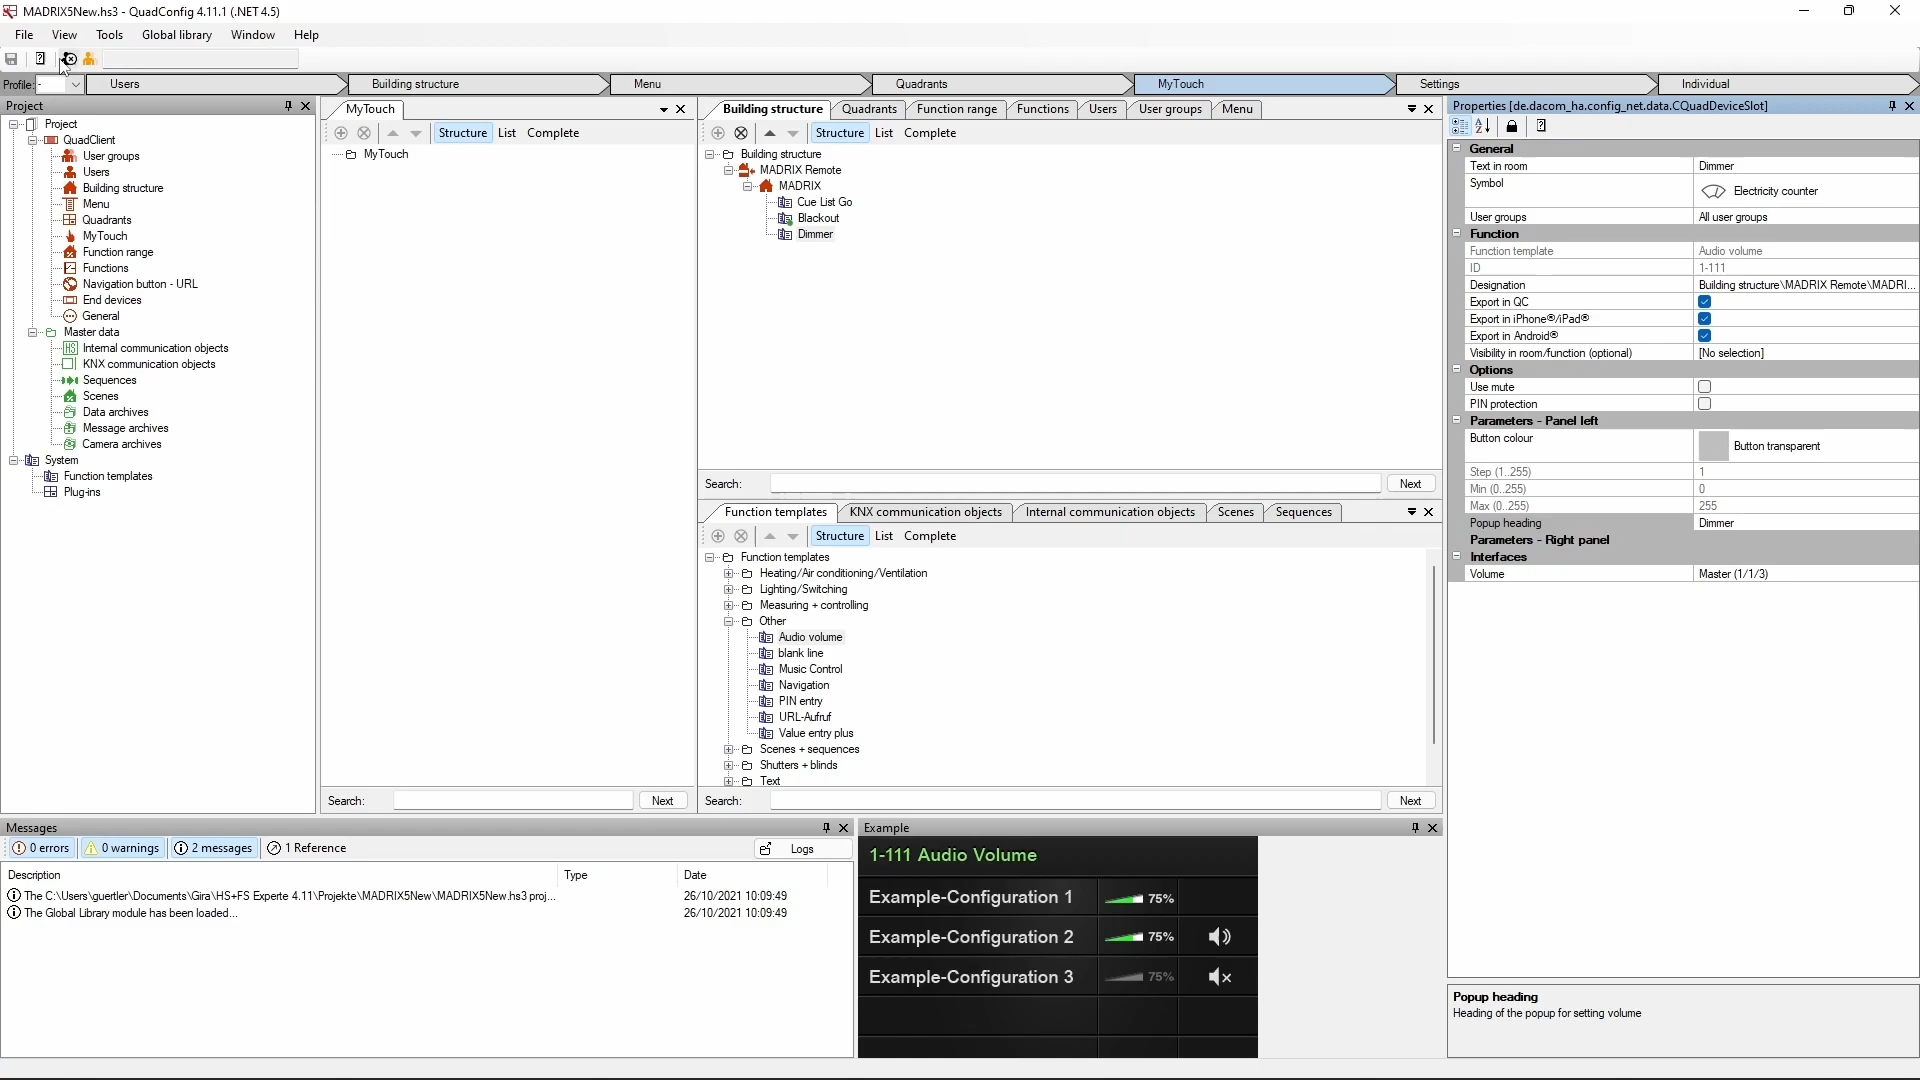 MADRIX5New.hs3 - QuadConfig 4.11.1 (.NET 4.5)
File View Tools Global library Window Help
Profile: - Users Building structure Menu Quadrants MyTouch Settings Individual
Project
Project
QuadClient
User groups
Users
Building structure
Menu
Quadrants
MyTouch
Function range
Functions
Navigation button - URL
End devices
General
Master data
Internal communication objects
KNX communication objects
Sequences
Scenes
Data archives
Message archives
Camera archives
System
Function templates
Plug-ins
MyTouch
Structure List Complete
MyTouch
Search: Next
Building structure Quadrants Function range Functions Users User groups Menu
Structure List Complete
Building structure
MADRIX Remote
MADRIX
Cue List Go
Blackout
Dimmer
Search: Next
Function templates KNX communication objects Internal communication objects Scenes Sequences
Structure List Complete
Function templates
Heating/Air conditioning/Ventilation
Lighting/Switching
Measuring + controlling
Other
Audio volume
blank line
Music Control
Navigation
PIN entry
URL-Aufruf
Value entry plus
Scenes + sequences
Shutters + blinds
Text
Search: Next
Properties [de.dacom_ha.config_net.data.CQuadDeviceSlot]
General
Text in room Dimmer
Symbol Electricity counter
User groups All user groups
Function
Function template Audio volume
ID 1-111
Designation Building structure\MADRIX Remote\MADRI...
Export in QC
Export in iPhone®/iPad®
Export in Android®
Visibility in room/function (optional) [No selection]
Options
Use mute
PIN protection
Parameters - Panel left
Button colour Button transparent
Step (1..255) 1
Min (0..255) 0
Max (0..255) 255
Popup heading Dimmer
Parameters - Right panel
Interfaces
Volume Master (1/1/3)
Popup heading
Heading of the popup for setting volume
Messages
0 errors 0 warnings 2 messages 1 Reference Logs
Description Type Date
The C:\Users\guertler\Documents\Gira\HS+FS Experte 4.11\Projekte\MADRIX5New\MADRIX5New.hs3 proj... 26/10/2021 10:09:49
The Global Library module has been loaded... 26/10/2021 10:09:49
Example
1-111 Audio Volume
Example-Configuration 1 75%
Example-Configuration 2 75%
Example-Configuration 3 75%